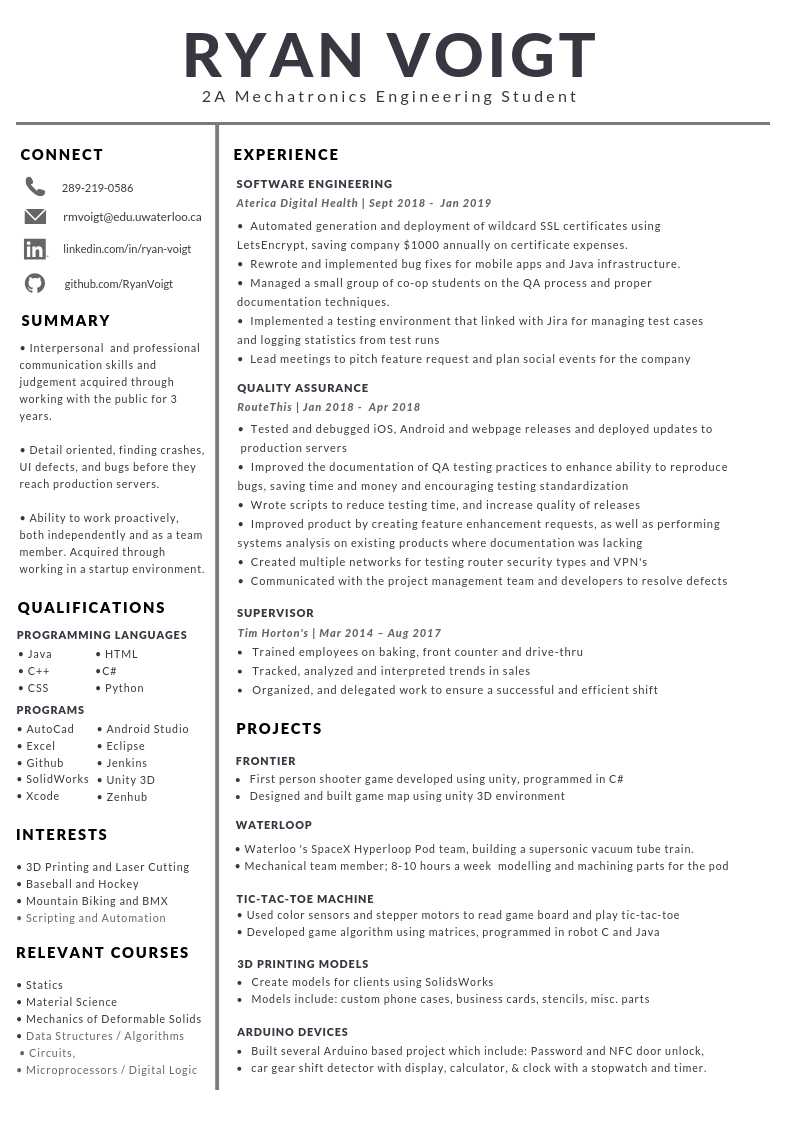 RYAN VOIGT
2A Mechatronics Engineering Student
CONNECT
289-219-0586
rmvoigt@edu.uwaterloo.ca
linkedin.com/in/ryan-voigt
github.com/RyanVoigt
SUMMARY
• Interpersonal  and professional
communication skills and
judgement acquired through
working with the public for 3
years.
• Detail oriented, finding crashes,
UI defects, and bugs before they
reach production servers.
• Ability to work proactively,
both independently and as a team
member. Acquired through
working in a startup environment.
QUALIFICATIONS
PROGRAMMING LANGUAGES
• Java • HTML
• C++ •C#
• CSS • Python
PROGRAMS
• AutoCad • Android Studio
• Excel • Eclipse
• Github • Jenkins
• SolidWorks • Unity 3D
• Xcode • Zenhub
INTERESTS
• 3D Printing and Laser Cutting
• Baseball and Hockey
• Mountain Biking and BMX
• Scripting and Automation
RELEVANT COURSES
• Statics
• Material Science
• Mechanics of Deformable Solids
• Data Structures / Algorithms
• Circuits,
• Microprocessors / Digital Logic
EXPERIENCE
SOFTWARE ENGINEERING
Aterica Digital Health | Sept 2018 -  Jan 2019
• Automated generation and deployment of wildcard SSL certificates using
LetsEncrypt, saving company $1000 annually on certificate expenses.
• Rewrote and implemented bug fixes for mobile apps and Java infrastructure.
• Managed a small group of co-op students on the QA process and proper
documentation techniques.
• Implemented a testing environment that linked with Jira for managing test cases
and logging statistics from test runs
• Lead meetings to pitch feature request and plan social events for the company
QUALITY ASSURANCE
RouteThis | Jan 2018 -  Apr 2018
• Tested and debugged iOS, Android and webpage releases and deployed updates to
production servers
• Improved the documentation of QA testing practices to enhance ability to reproduce
bugs, saving time and money and encouraging testing standardization
• Wrote scripts to reduce testing time, and increase quality of releases
• Improved product by creating feature enhancement requests, as well as performing
systems analysis on existing products where documentation was lacking
• Created multiple networks for testing router security types and VPN's
• Communicated with the project management team and developers to resolve defects
SUPERVISOR
Tim Horton's | Mar 2014 – Aug 2017
• Trained employees on baking, front counter and drive-thru
• Tracked, analyzed and interpreted trends in sales
• Organized, and delegated work to ensure a successful and efficient shift
PROJECTS
FRONTIER
• First person shooter game developed using unity, programmed in C#
• Designed and built game map using unity 3D environment
WATERLOOP
• Waterloo 's SpaceX Hyperloop Pod team, building a supersonic vacuum tube train.
• Mechanical team member; 8-10 hours a week  modelling and machining parts for the pod
TIC-TAC-TOE MACHINE
• Used color sensors and stepper motors to read game board and play tic-tac-toe
• Developed game algorithm using matrices, programmed in robot C and Java
3D PRINTING MODELS
• Create models for clients using SolidsWorks
• Models include: custom phone cases, business cards, stencils, misc. parts
ARDUINO DEVICES
• Built several Arduino based project which include: Password and NFC door unlock,
• car gear shift detector with display, calculator, & clock with a stopwatch and timer.